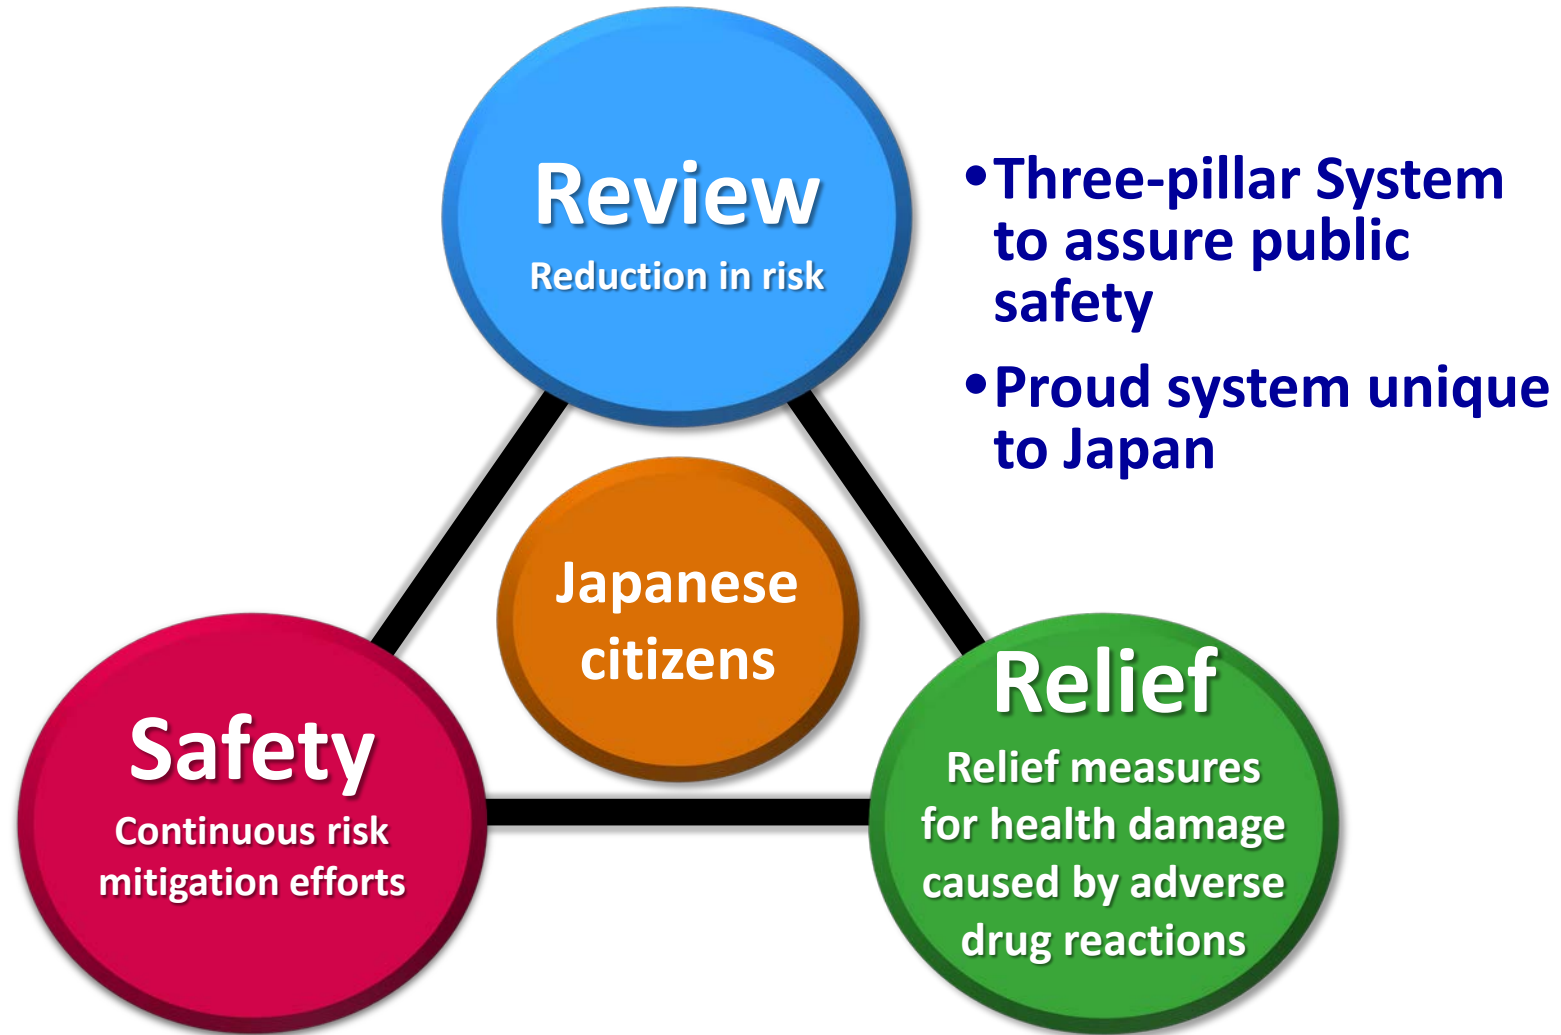 Review
Reduction in risk
•Three-pillar System
to assure public
safety
•Proud system unique
to Japan
Japanese
citizens
Safety
Continuous risk
mitigation efforts
Relief
Relief measures
for health damage
caused by adverse
drug reactions